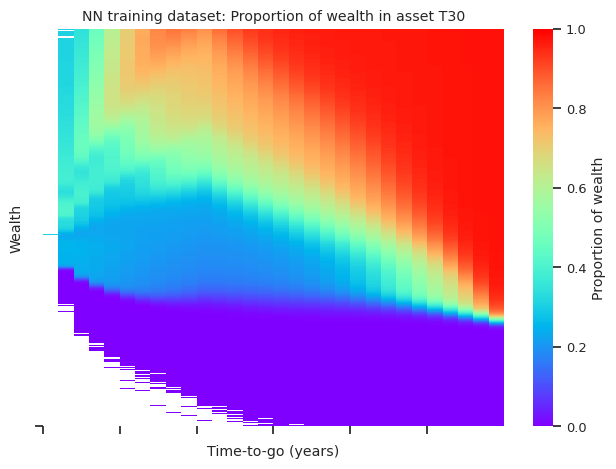 NN training dataset: Proportion of wealth in asset T30
Wealth
Time-to-go (years)
1.0
0.8
0.6
0.4
0.2
0.0
Proportion of wealth